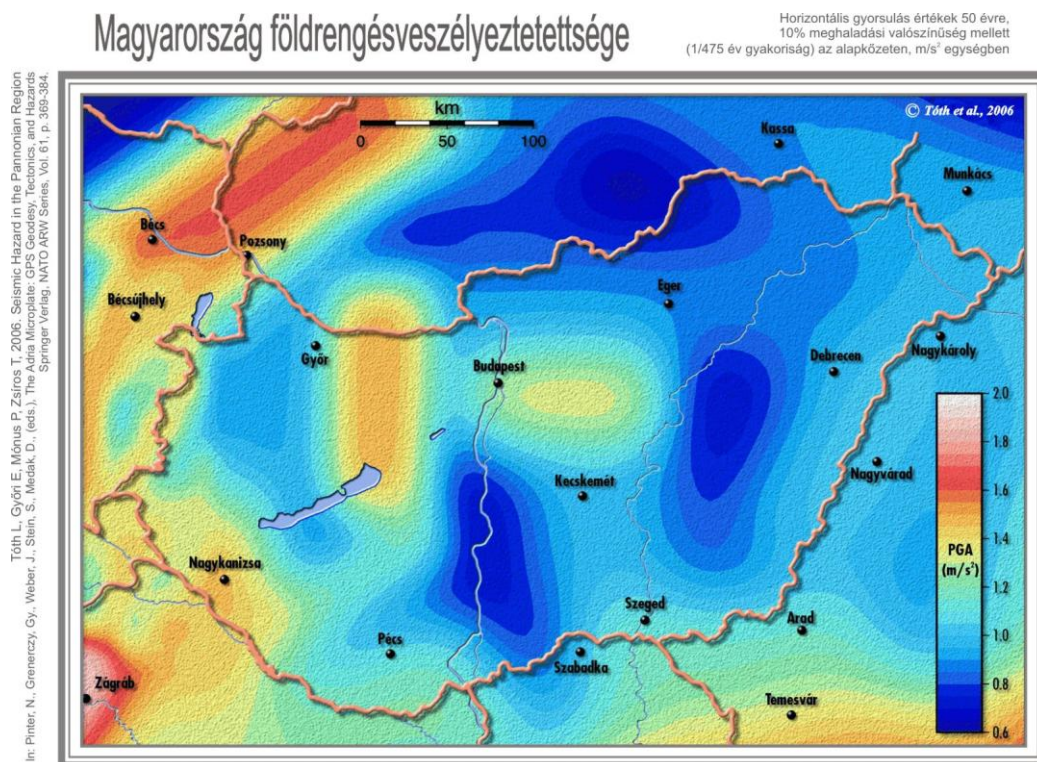 Magyarország földrengésveszélyeztetettsége
Horizontális gyorsulás értékek 50 évre,
10% meghaladási valószínűség mellett
(1/475 év gyakoriság) az alapkőzeten, m/s² egységben
Tóth L, Győri E, Mónus P, Zsíros T, 2006. Seismic Hazard in the Pannonian Region
In: Pinter, N., Grenerczy, Gy., Weber, J., Stein, S., Medak, D., (eds.), The Adria Microplate: GPS Geodesy, Tectonics, and Hazards
Springer Verlag, NATO ARW Series, Vol. 61, p. 369-384.
km
0 50 100
© Tóth et al., 2006
Kassa
Munkács
Bécs
Pozsony
Eger
Bécsújhely
Győr
Budapest
Debrecen
Nagykároly
Nagyvárad
Kecskemét
Nagykanizsa
Szeged
Arad
Pécs
Szabadka
Zágráb
Temesvár
2.0
1.8
1.6
1.4
PGA
(m/s²)
1.2
1.0
0.8
0.6